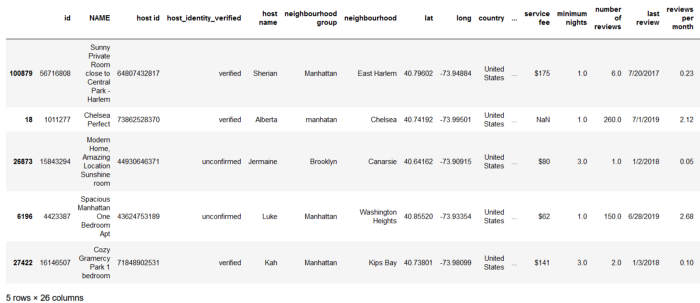 id NAME host id host_identity_verified host name neighbourhood group neighbourhood lat long country ... service fee minimum nights number of reviews last review reviews per month
100879 56716808 Sunny Private Room close to Central Park - Harlem 64807432817 verified Sherian Manhattan East Harlem 40.79602 -73.94884 United States ... $175 1.0 6.0 7/20/2017 0.23
18 1011277 Chelsea Perfect 73862528370 verified Alberta manhatan Chelsea 40.74192 -73.99501 United States ... NaN 1.0 260.0 7/1/2019 2.12
26873 15843294 Modern Home, Amazing Location Sunshine room 44930646371 unconfirmed Jermaine Brooklyn Canarsie 40.64162 -73.90915 United States ... $80 3.0 1.0 1/2/2018 0.05
6196 4423387 Spacious Manhattan One Bedroom Apt 43624753189 unconfirmed Luke Manhattan Washington Heights 40.85520 -73.93354 United States ... $62 1.0 150.0 6/28/2019 2.68
27422 16146507 Cozy Gramercy Park 1 bedroom 71848902531 verified Kah Manhattan Kips Bay 40.73801 -73.98099 United States ... $141 3.0 2.0 1/3/2018 0.10
5 rows × 26 columns